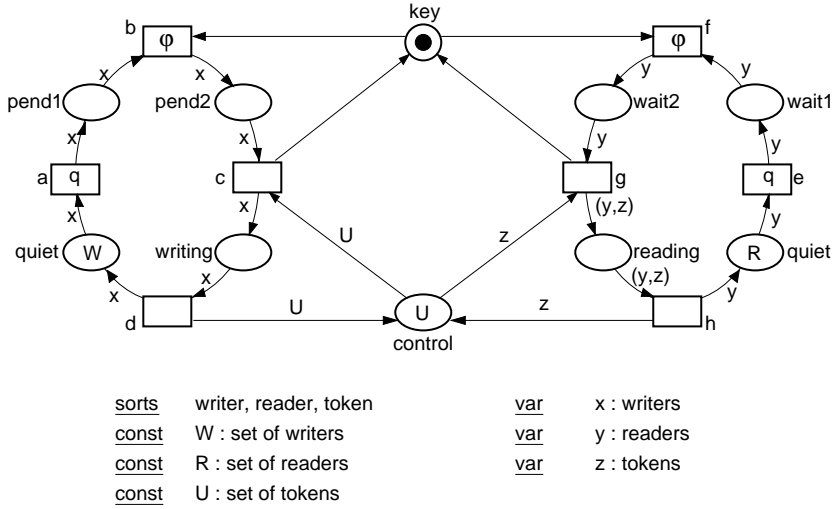 key
b φ
φ f
x x
y y
pend1 pend2
wait2 wait1
x x
y y
a q
c
g
q e
x x
(y,z) y
U z
quiet W writing
reading R quiet
x x
(y,z) y
d U U z h
control
sorts writer, reader, token var x : writers
const W : set of writers var y : readers
const R : set of readers var z : tokens
const U : set of tokens